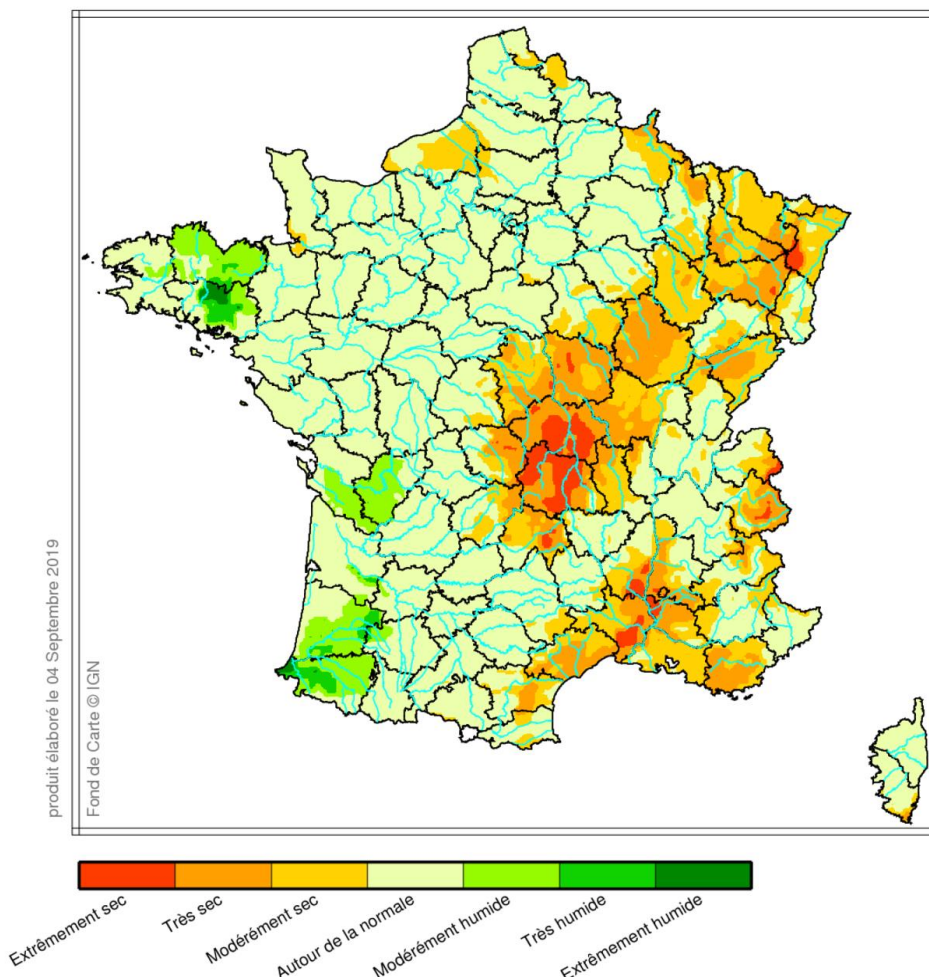 produit élaboré le 04 Septembre 2019
Fond de Carte © IGN
Extrêmement sec
Très sec
Modérément sec
Autour de la normale
Modérément humide
Très humide
Extrêmement humide